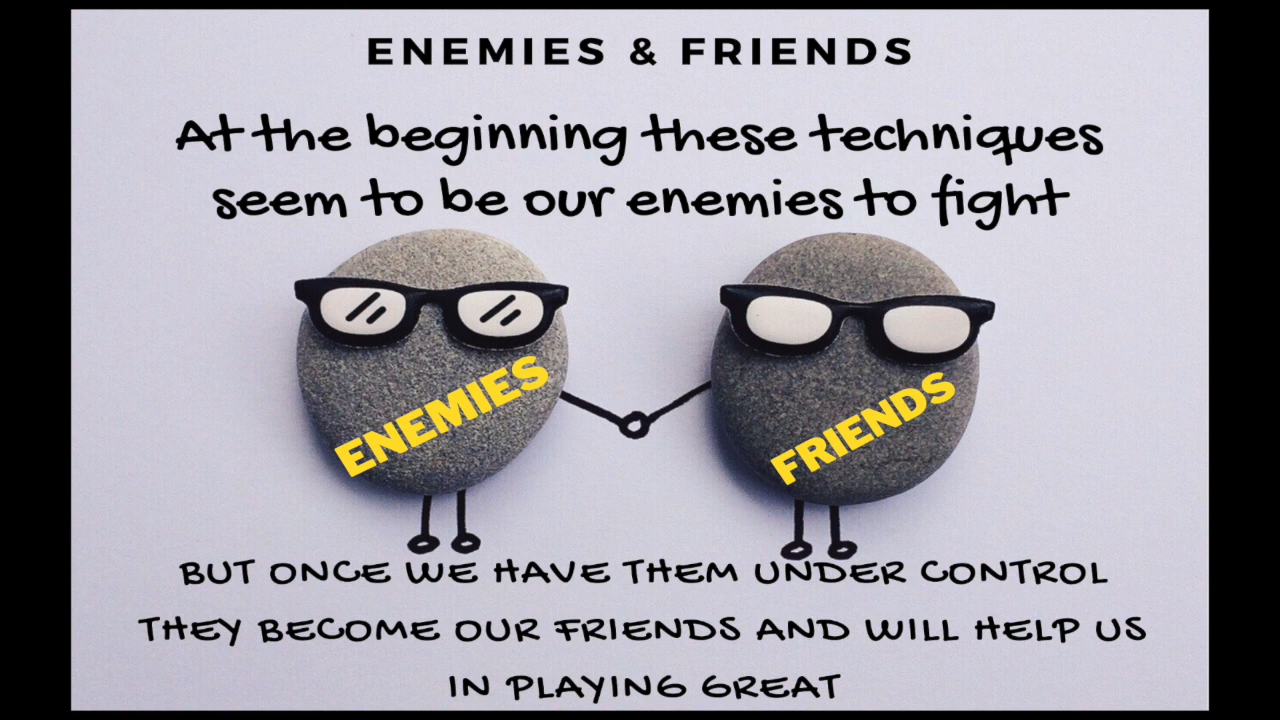 ENEMIES & FRIENDS
At the beginning these techniques
seem to be our enemies to fight
ENEMIES
FRIENDS
BUT ONCE WE HAVE THEM UNDER CONTROL
THEY BECOME OUR FRIENDS AND WILL HELP US
IN PLAYING GREAT